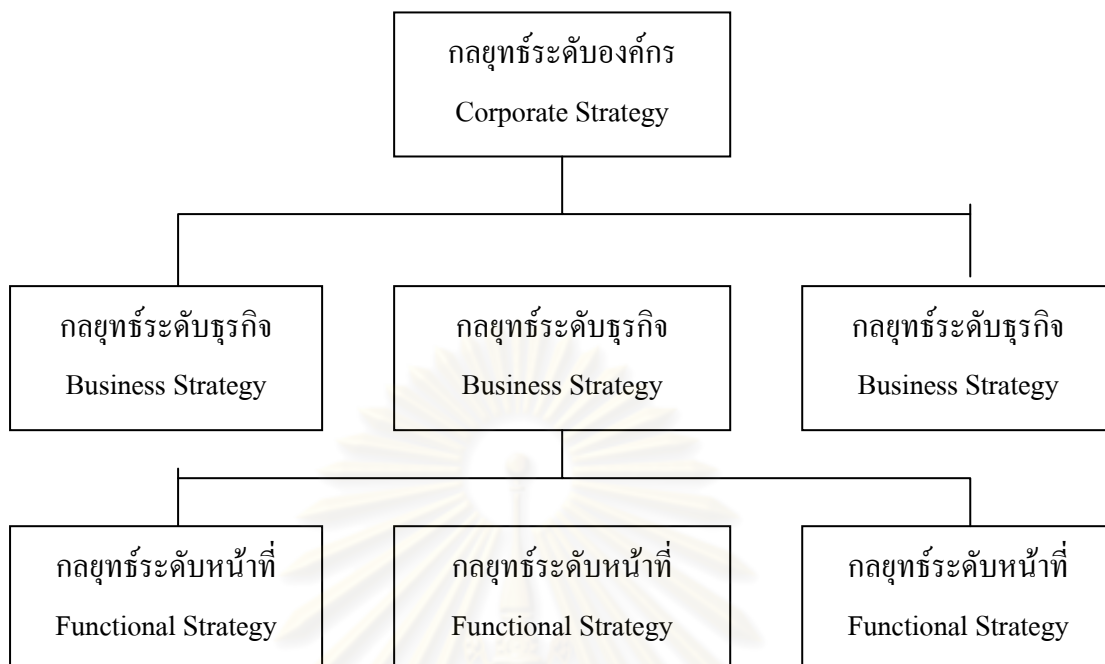 กลยุทธ์ระดับองค์กร
Corporate Strategy
กลยุทธ์ระดับธุรกิจ
Business Strategy
กลยุทธ์ระดับธุรกิจ
Business Strategy
กลยุทธ์ระดับธุรกิจ
Business Strategy
กลยุทธ์ระดับหน้าที่
Functional Strategy
กลยุทธ์ระดับหน้าที่
Functional Strategy
กลยุทธ์ระดับหน้าที่
Functional Strategy